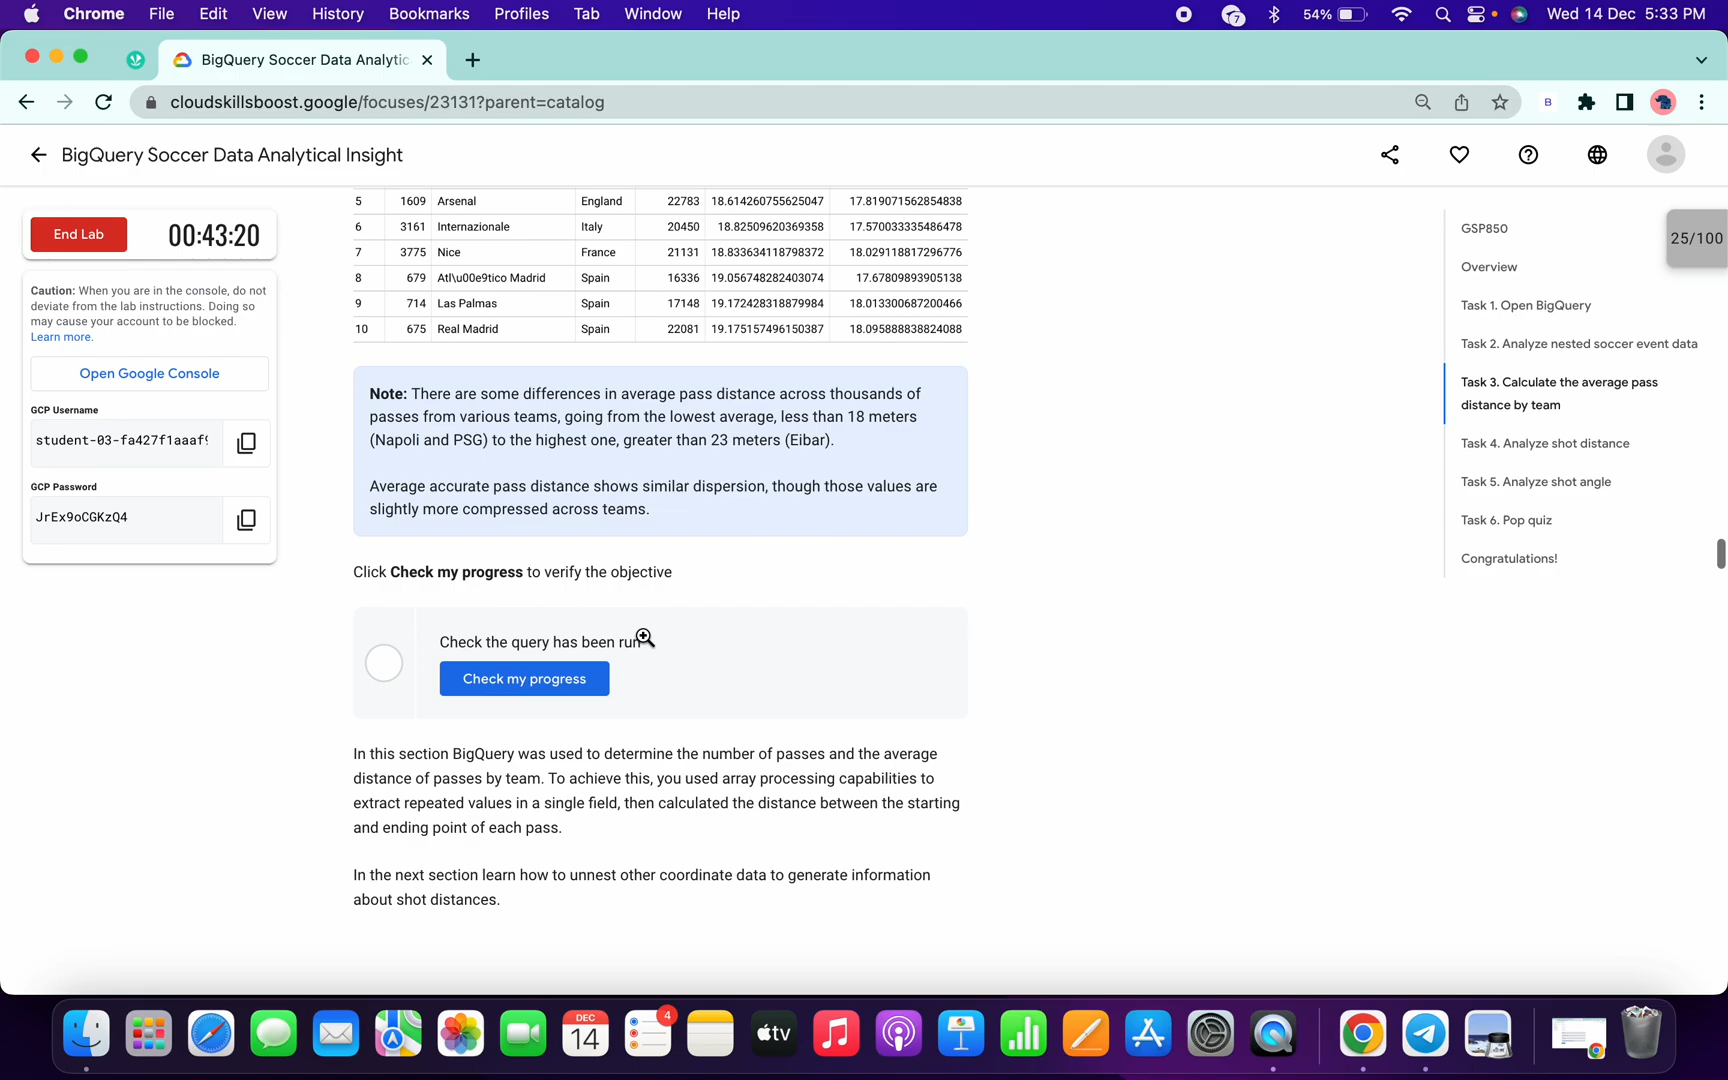 Chrome File Edit View History Bookmarks Profiles Tab Window Help 7 54% Wed 14 Dec 5:33 PM
BigQuery Soccer Data Analytic
cloudskillsboost.google/focuses/23131?parent=catalog B
BigQuery Soccer Data Analytical Insight
End Lab 00:43:20
Caution: When you are in the console, do not
deviate from the lab instructions. Doing so
may cause your account to be blocked.
Learn more.
Open Google Console
GCP Username
student-03-fa427f1aaaf
GCP Password
JrEx9oCGKzQ4
5 1609 Arsenal England 22783 18.614260755625047 17.819071562854838
6 3161 Internazionale Italy 20450 18.82509620369358 17.570033335486478
7 3775 Nice France 21131 18.833634118798372 18.029118817296776
8 679 Atl\u00e9tico Madrid Spain 16336 19.056748282403074 17.67809893905138
9 714 Las Palmas Spain 17148 19.172428318879984 18.013300687200466
10 675 Real Madrid Spain 22081 19.175157496150387 18.095888838824088
Note: There are some differences in average pass distance across thousands of
passes from various teams, going from the lowest average, less than 18 meters
(Napoli and PSG) to the highest one, greater than 23 meters (Eibar).
Average accurate pass distance shows similar dispersion, though those values are
slightly more compressed across teams.
Click Check my progress to verify the objective
Check the query has been run
Check my progress
In this section BigQuery was used to determine the number of passes and the average
distance of passes by team. To achieve this, you used array processing capabilities to
extract repeated values in a single field, then calculated the distance between the starting
and ending point of each pass.
In the next section learn how to unnest other coordinate data to generate information
about shot distances.
GSP850
25/100
Overview
Task 1. Open BigQuery
Task 2. Analyze nested soccer event data
Task 3. Calculate the average pass
distance by team
Task 4. Analyze shot distance
Task 5. Analyze shot angle
Task 6. Pop quiz
Congratulations!
DEC
14
4
tv